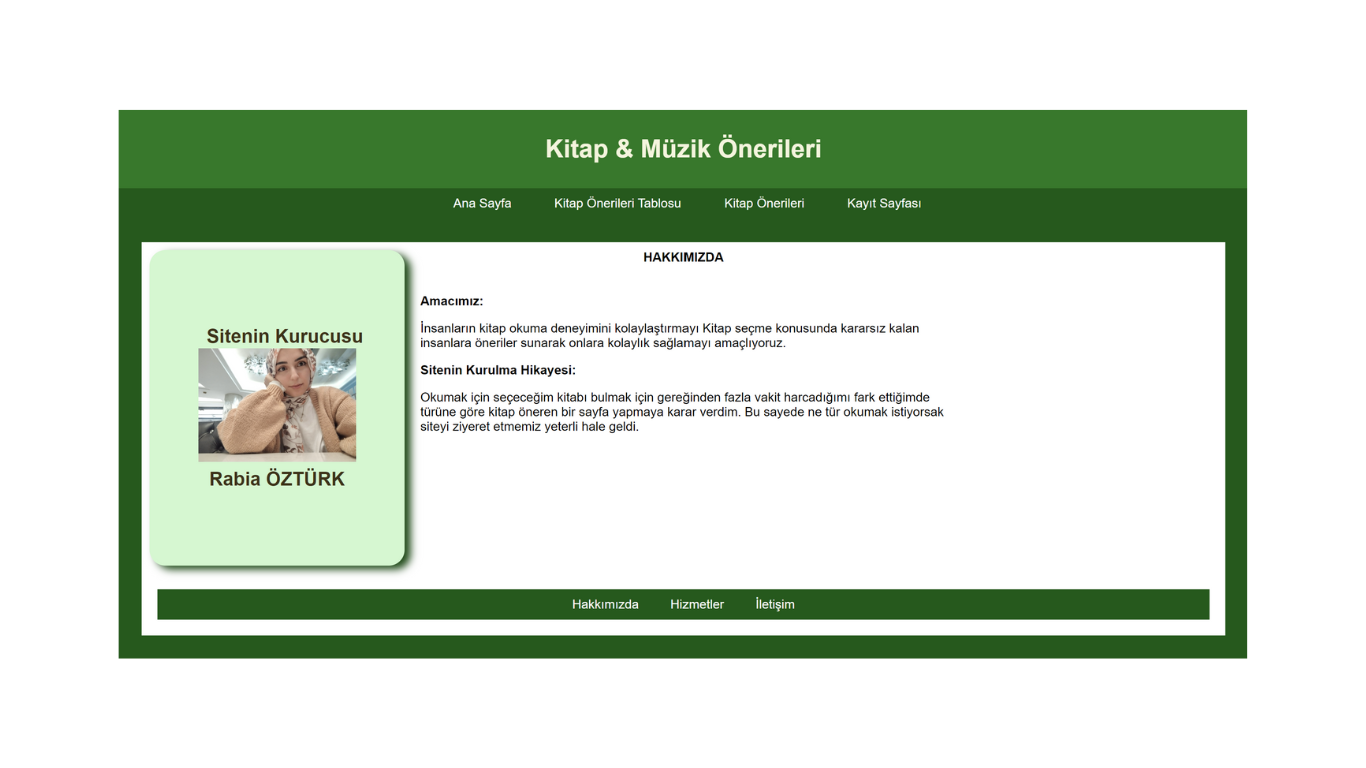 Kitap & Müzik Önerileri
Ana Sayfa Kitap Önerileri Tablosu Kitap Önerileri Kayıt Sayfası
HAKKIMIZDA
Sitenin Kurucusu
Rabia ÖZTÜRK
Amacımız:
İnsanların kitap okuma deneyimini kolaylaştırmayı Kitap seçme konusunda kararsız kalan
insanlara öneriler sunarak onlara kolaylık sağlamayı amaçlıyoruz.
Sitenin Kurulma Hikayesi:
Okumak için seçeceğim kitabı bulmak için gereğinden fazla vakit harcadığımı fark ettiğimde
türüne göre kitap öneren bir sayfa yapmaya karar verdim. Bu sayede ne tür okumak istiyorsak
siteyi ziyaret etmemiz yeterli hale geldi.
Hakkımızda Hizmetler İletişim